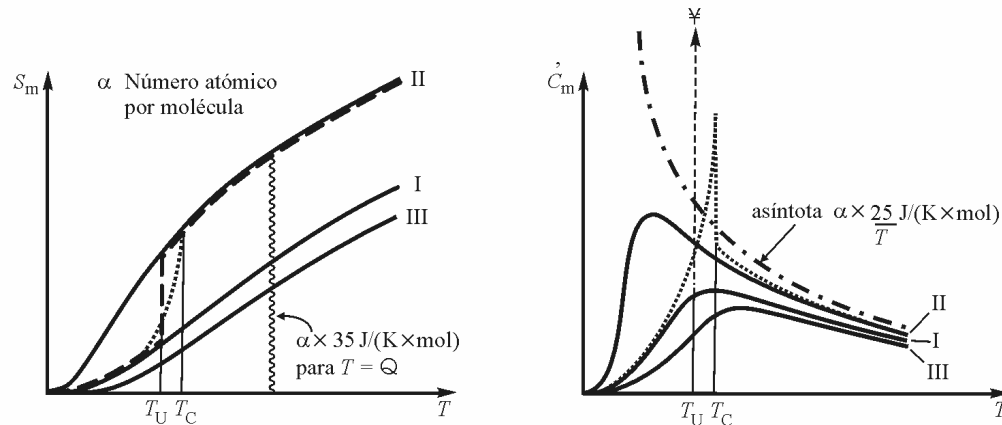 S_m
α Número atómico
por molécula
II
I
III
α × 35 J/(K×mol)
para T = Q
T_U T_C T
¥
C̓_m
asíntota α × 25/T J/(K×mol)
II
I
III
T_U T_C T